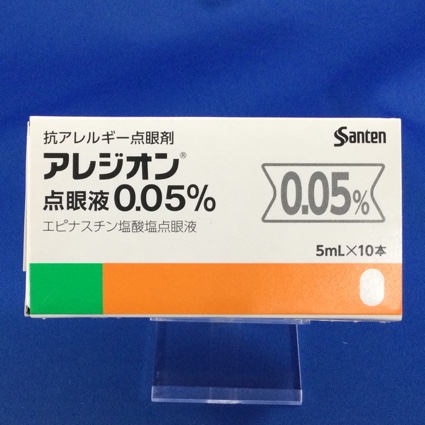 抗アレルギー点眼剤
Santen
アレジオン®
点眼液0.05%
0.05%
エピナスチン塩酸塩点眼液
5mL×10本